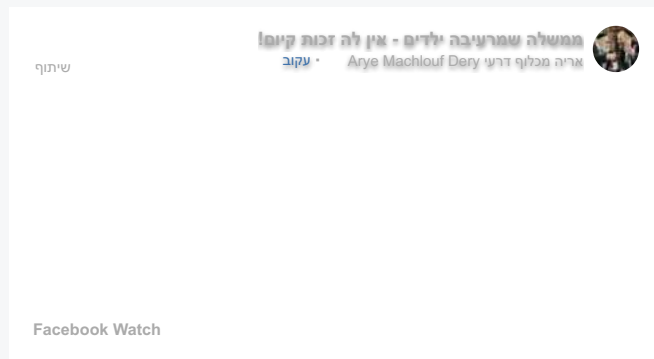 ממשלה שמרעיבה ילדים - אין לה זכות קיום!
אריה מכלוף דרעי Arye Machlouf Dery · עקוב
שיתוף
Facebook Watch